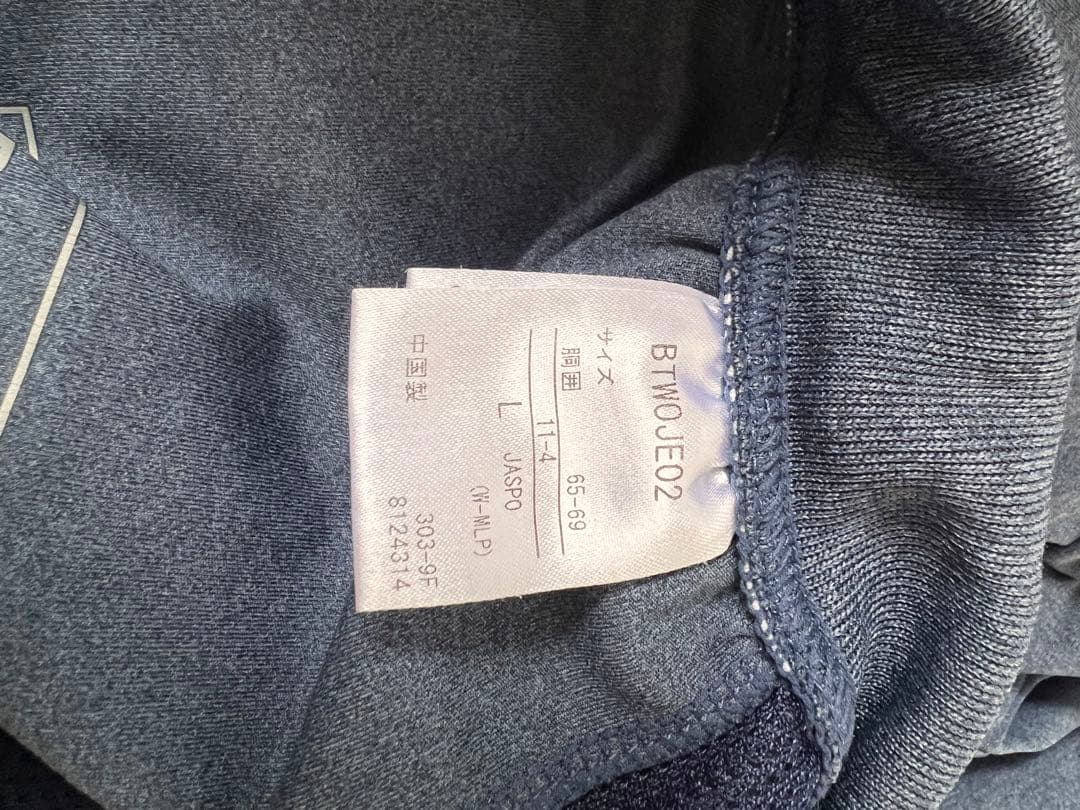 BTWOJE02
サイズ
胴囲 65-69
11-4
L JASPO
(W-MLP)
中国製 303-9F
8124314